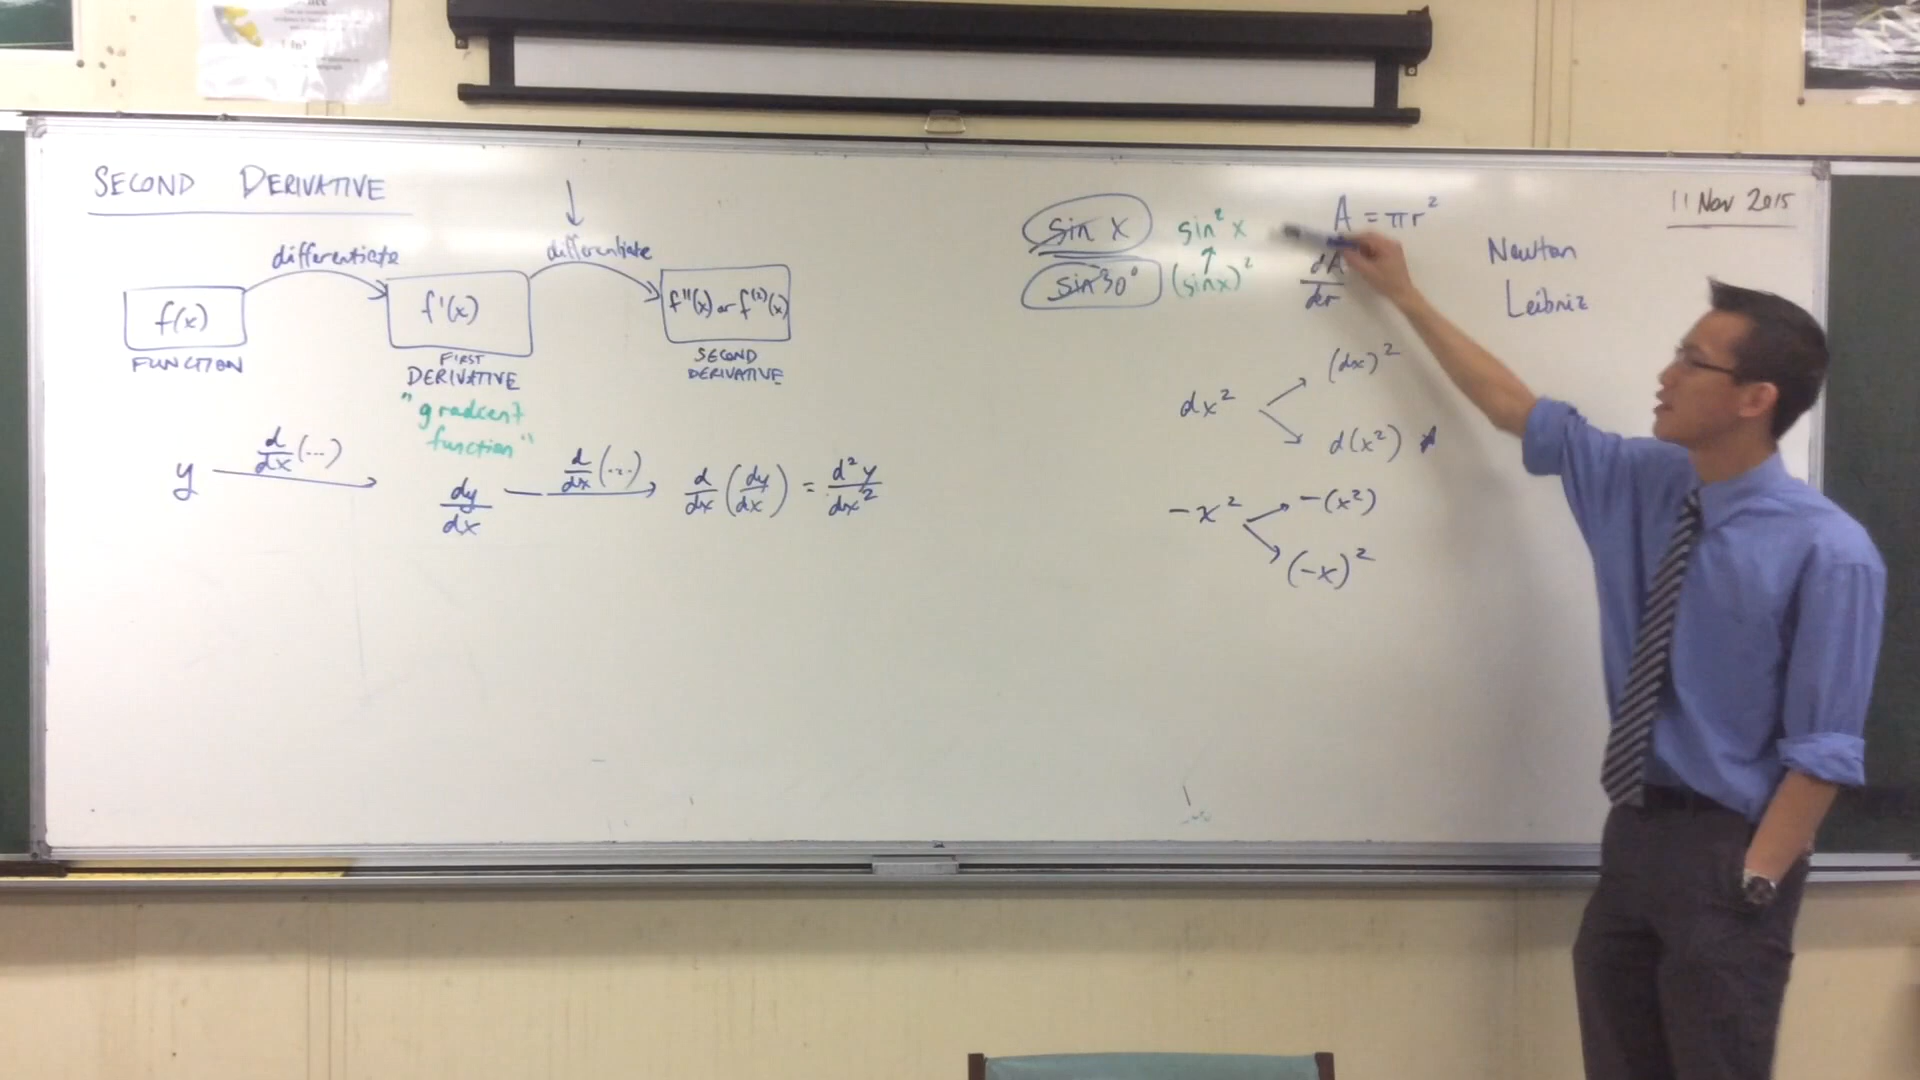 SECOND DERIVATIVE
differentiate
differentiate
f(x)
f'(x)
f''(x) or f⁽²⁾(x)
FUNCTION
FIRST
DERIVATIVE
SECOND
DERIVATIVE
"gradient
function"
y
d/dx (...)
dy/dx
d/dx (...)
d/dx (dy/dx) = d²y/dx²
sin x
sin² x
sin 30°
(sin x)²
A = πr²
dA/dr
11 Nov 2015
Newton
Leibniz
dx²
(dx)²
d(x²)
-x²
-(x²)
(-x)²